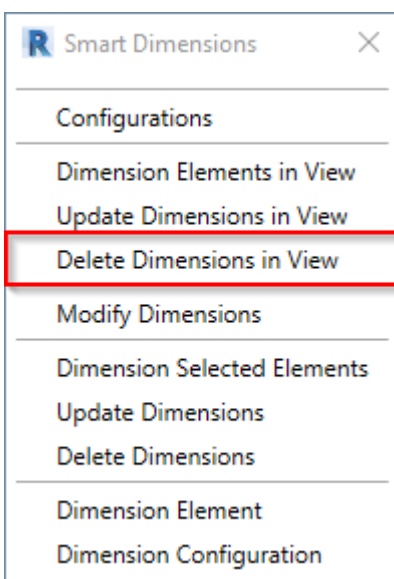 R Smart Dimensions
Configurations
Dimension Elements in View
Update Dimensions in View
Delete Dimensions in View
Modify Dimensions
Dimension Selected Elements
Update Dimensions
Delete Dimensions
Dimension Element
Dimension Configuration